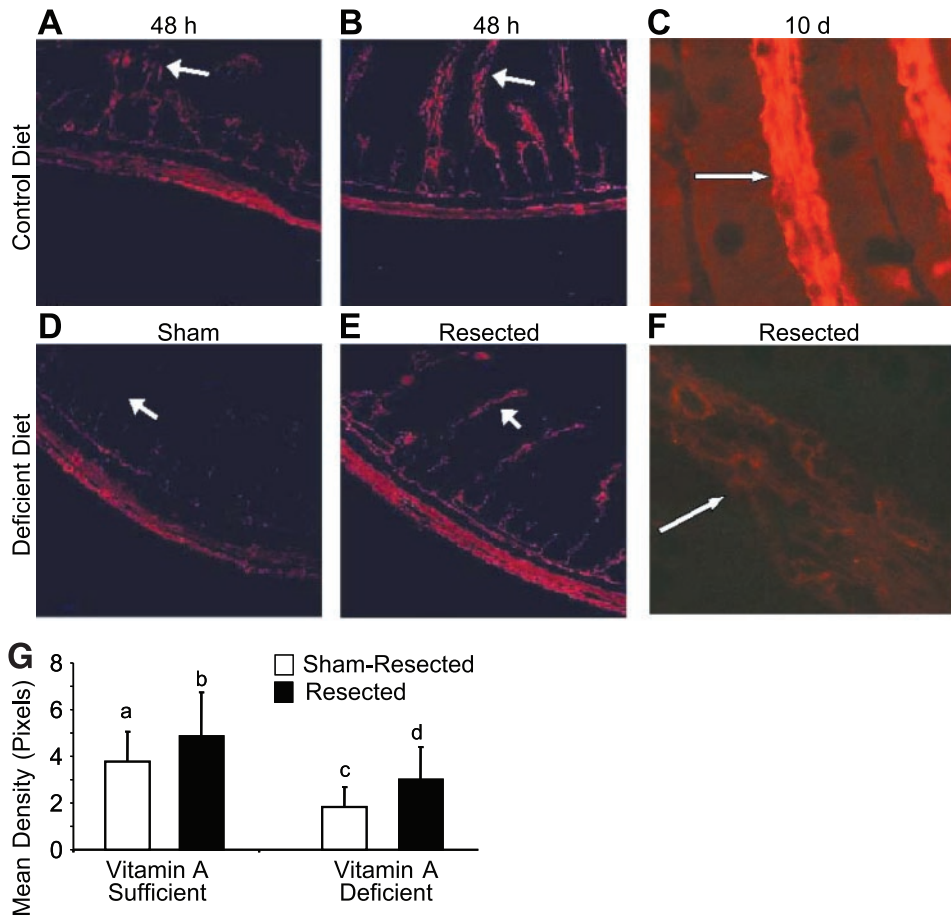 A 48 h B 48 h C 10 d
Control Diet
D Sham E Resected F Resected
Deficient Diet
G
8
6
4
2
0
Mean Density (Pixels)
Sham-Resected
Resected
a b c d
Vitamin A Vitamin A
Sufficient Deficient